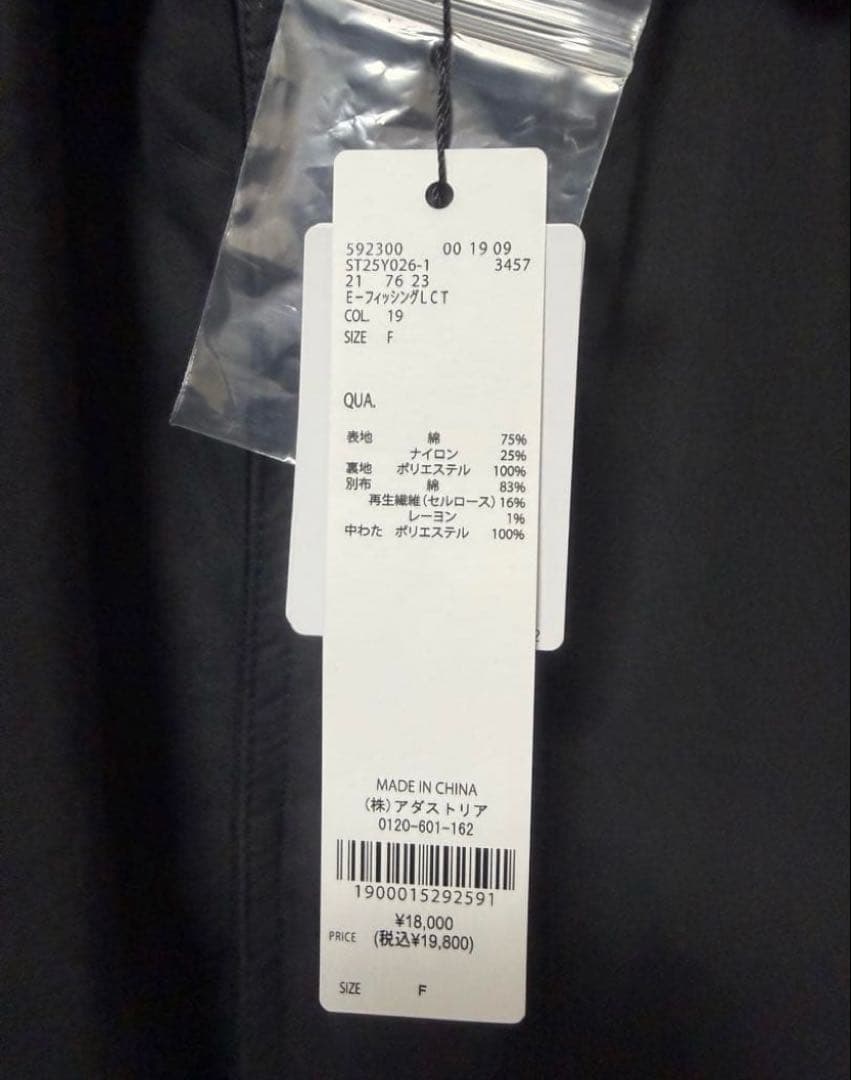 592300 00 19 09
ST25Y026-1 3457
21 76 23
E-フィッシングLCT
COL. 19
SIZE F
QUA.
表地 綿 75%
ナイロン 25%
裏地 ポリエステル 100%
別布 綿 83%
再生繊維(セルロース) 16%
レーヨン 1%
中わた ポリエステル 100%
2
MADE IN CHINA
(株)アダストリア
0120-601-162
1900015292591
¥18,000
PRICE (税込¥19,800)
SIZE F